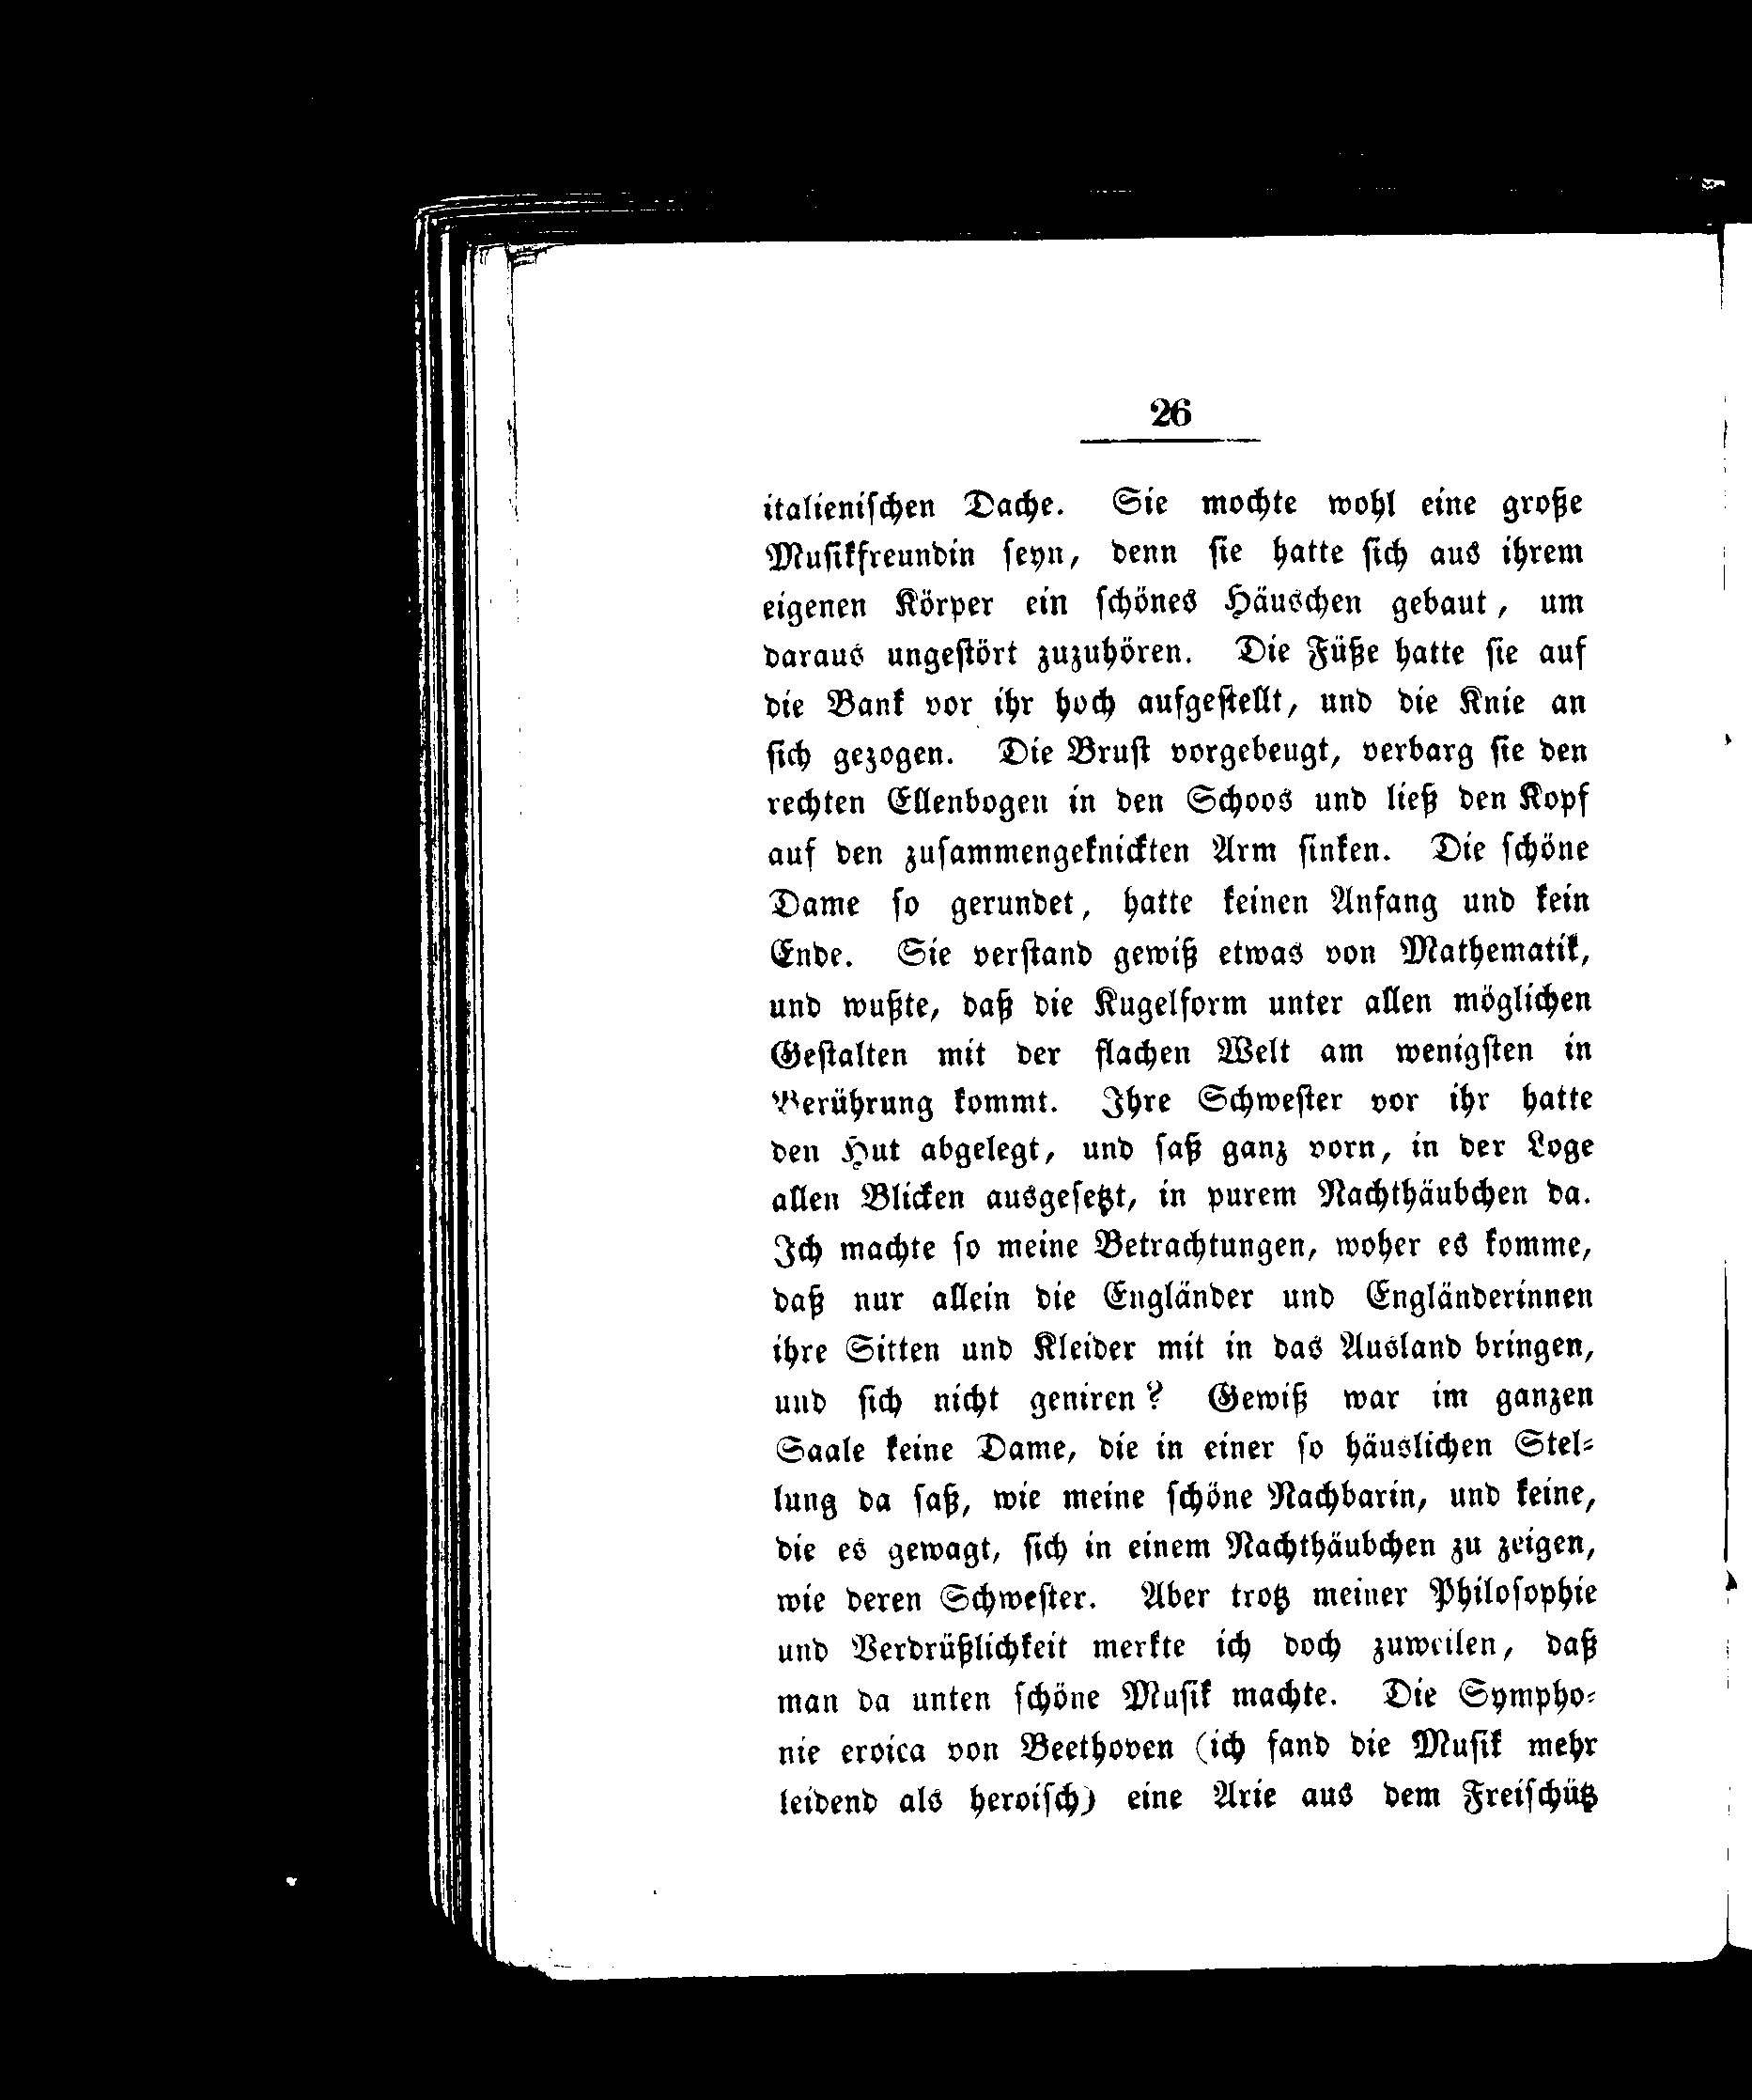 26
italieniſchen Dache. Sie mochte wohl eine große
Muſikfreundin ſeyn, denn ſie hatte ſich aus ihrem
eigenen Körper ein ſchönes Häuschen gebaut, um
daraus ungeſtört zuzuhören. Die Füße hatte ſie auf
die Bank vor ihr hoch aufgeſtellt, und die Knie an
ſich gezogen. Die Bruſt vorgebeugt, verbarg ſie den
rechten Ellenbogen in den Schoos und ließ den Kopf
auf den zuſammengeknickten Arm ſinken. Die ſchöne
Dame ſo gerundet, hatte keinen Anfang und kein
Ende. Sie verſtand gewiß etwas von Mathematik,
und wußte, daß die Kugelform unter allen möglichen
Geſtalten mit der flachen Welt am wenigſten in
Berührung kommt. Ihre Schweſter vor ihr hatte
den Hut abgelegt, und ſaß ganz vorn, in der Loge
allen Blicken ausgeſetzt, in purem Nachthäubchen da.
Ich machte ſo meine Betrachtungen, woher es komme,
daß nur allein die Engländer und Engländerinnen
ihre Sitten und Kleider mit in das Ausland bringen,
und ſich nicht geniren? Gewiß war im ganzen
Saale keine Dame, die in einer ſo häuslichen Stel⸗
lung da ſaß, wie meine ſchöne Nachbarin, und keine,
die es gewagt, ſich in einem Nachthäubchen zu zeigen,
wie deren Schweſter. Aber trotz meiner Philoſophie
und Verdrüßlichkeit merkte ich doch zuweilen, daß
man da unten ſchöne Muſik machte. Die Sympho⸗
nie eroica von Beethoven (ich fand die Muſik mehr
leidend als heroiſch) eine Arie aus dem Freiſchütz